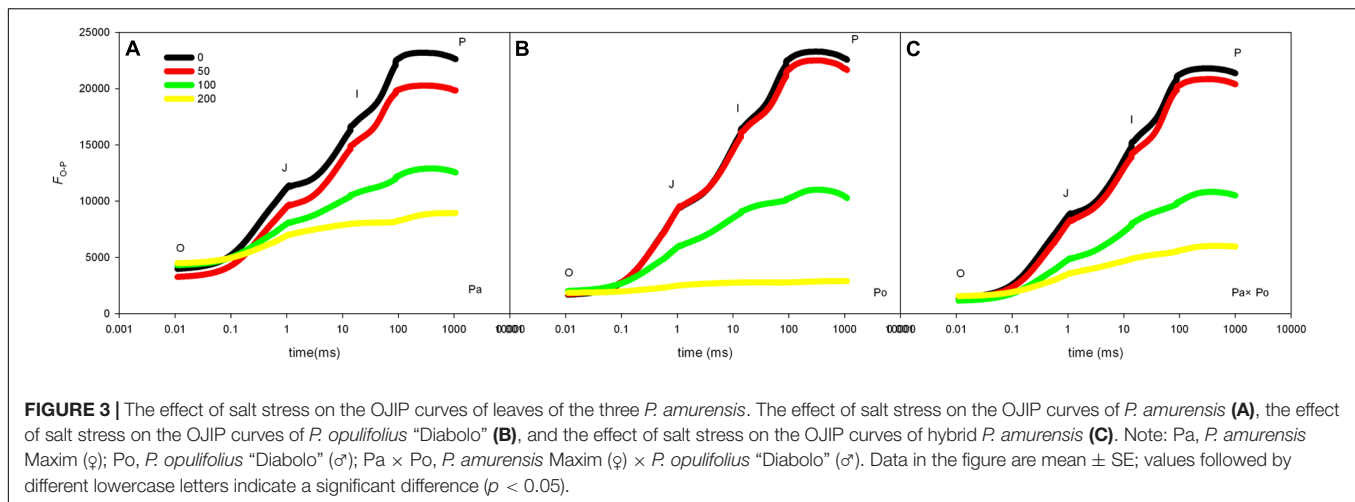 25000
20000
15000
10000
5000
0
F O-P
A
0
50
100
200
O
J
I
P
Pa
0.001 0.01 0.1 1 10 100 1000
time(ms)
B
O
J
I
P
Po
0.01 0.1 1 10 100 1000
time (ms)
C
O
J
I
P
Pa× Po
0.01 0.1 1 10 100 1000 10000
time (ms)
FIGURE 3 | The effect of salt stress on the OJIP curves of leaves of the three P. amurensis. The effect of salt stress on the OJIP curves of P. amurensis (A), the effect
of salt stress on the OJIP curves of P. opulifolius “Diabolo” (B), and the effect of salt stress on the OJIP curves of hybrid P. amurensis (C). Note: Pa, P. amurensis
Maxim (♀); Po, P. opulifolius “Diabolo” (♂); Pa × Po, P. amurensis Maxim (♀) × P. opulifolius “Diabolo” (♂). Data in the figure are mean ± SE; values followed by
different lowercase letters indicate a significant difference (p < 0.05).